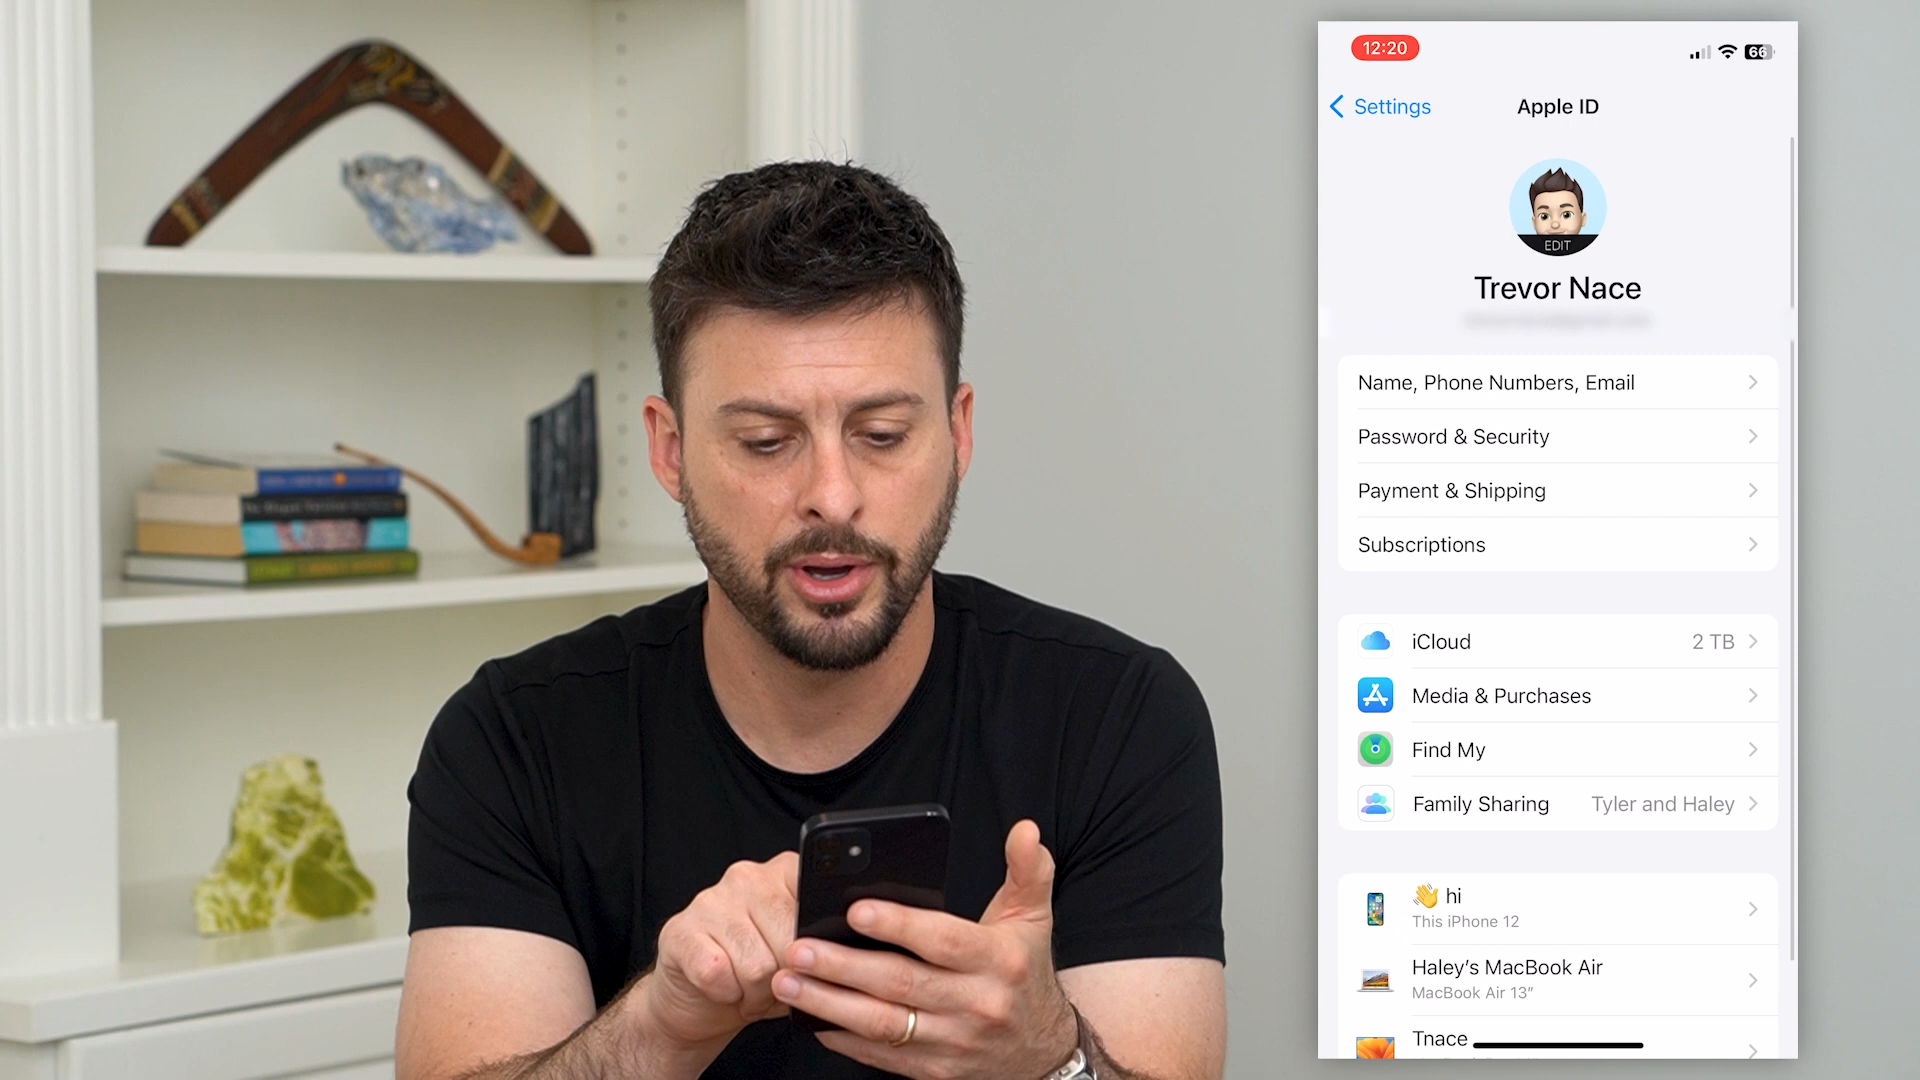 12:20
66
Settings
Apple ID
EDIT
Trevor Nace
Name, Phone Numbers, Email
Password & Security
Payment & Shipping
Subscriptions
iCloud 2 TB
Media & Purchases
Find My
Family Sharing Tyler and Haley
👋 hi
This iPhone 12
Haley’s MacBook Air
MacBook Air 13”
Tnace